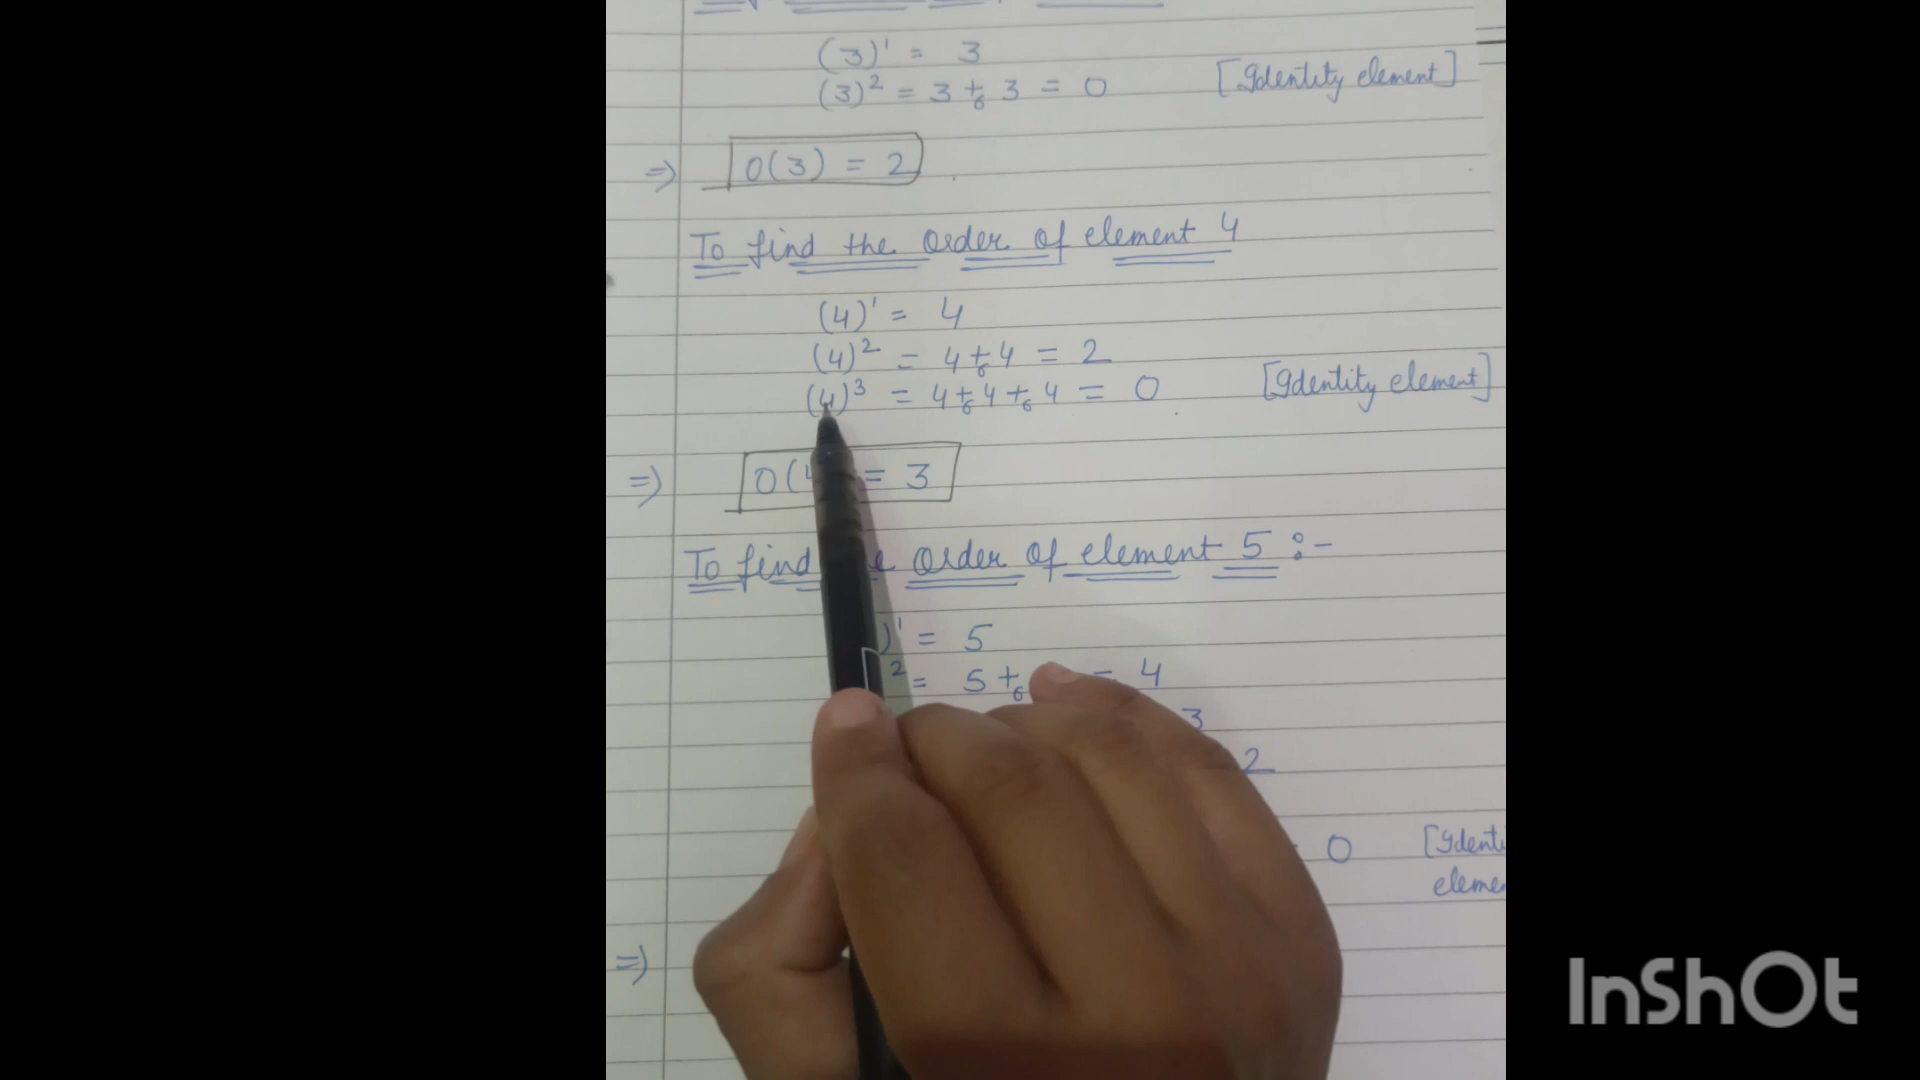 (3)¹ = 3
(3)² = 3 +₆ 3 = 0 [Identity element]
⇒ O(3) = 2
To find the order of element 4
(4)¹ = 4
(4)² = 4 +₆ 4 = 2
(4)³ = 4 +₆ 4 +₆ 4 = 0 [Identity element]
⇒ O(4 = 3
To find order of element 5 :-
)¹ = 5
² = 5 +₆ = 4
3
2
0 [Identi
eleme
⇒
InShOt